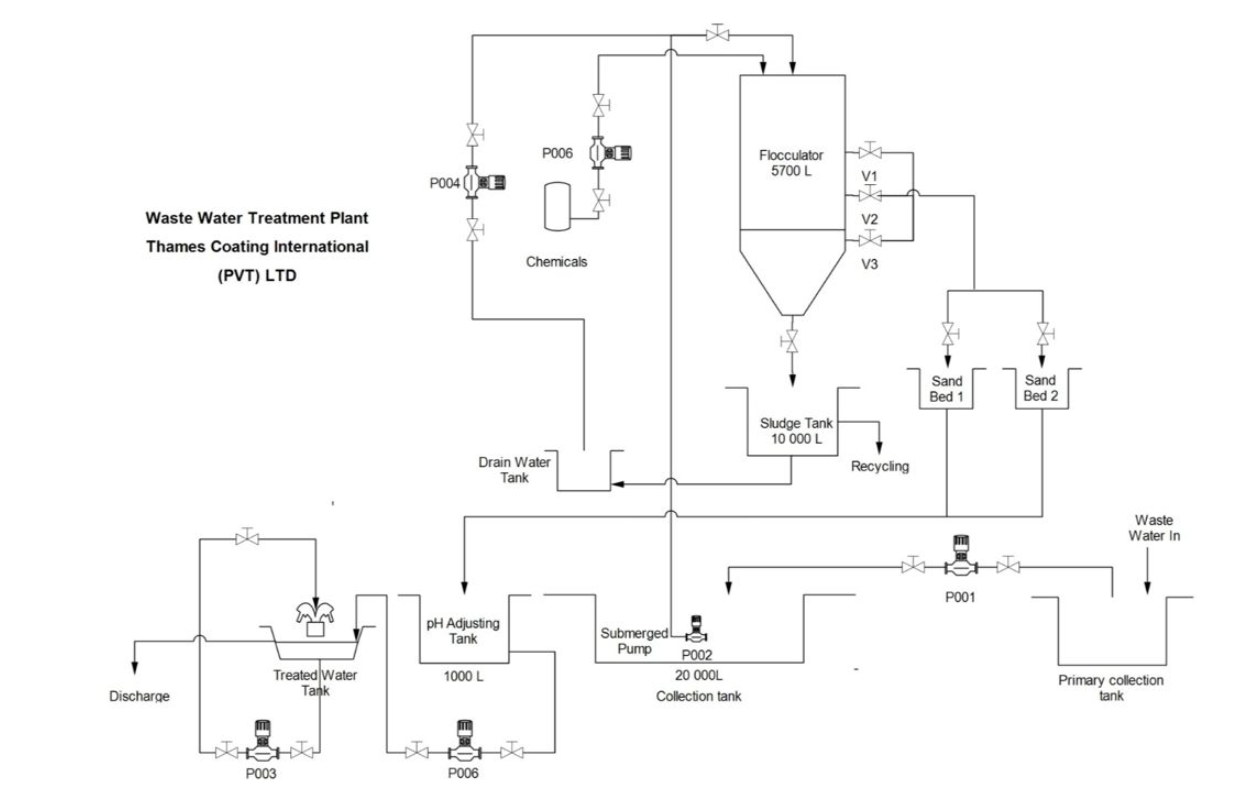 P006
P004
Flocculator
5700 L
V1
V2
V3
Waste Water Treatment Plant
Thames Coating International
(PVT) LTD
Chemicals
Sand
Bed 1
Sand
Bed 2
Sludge Tank
10 000 L
Recycling
Drain Water
Tank
Waste
Water In
P001
pH Adjusting
Tank
1000 L
Submerged
Pump
P002
20 000L
Collection tank
Primary collection
tank
Treated Water
Tank
Discharge
P003
P006